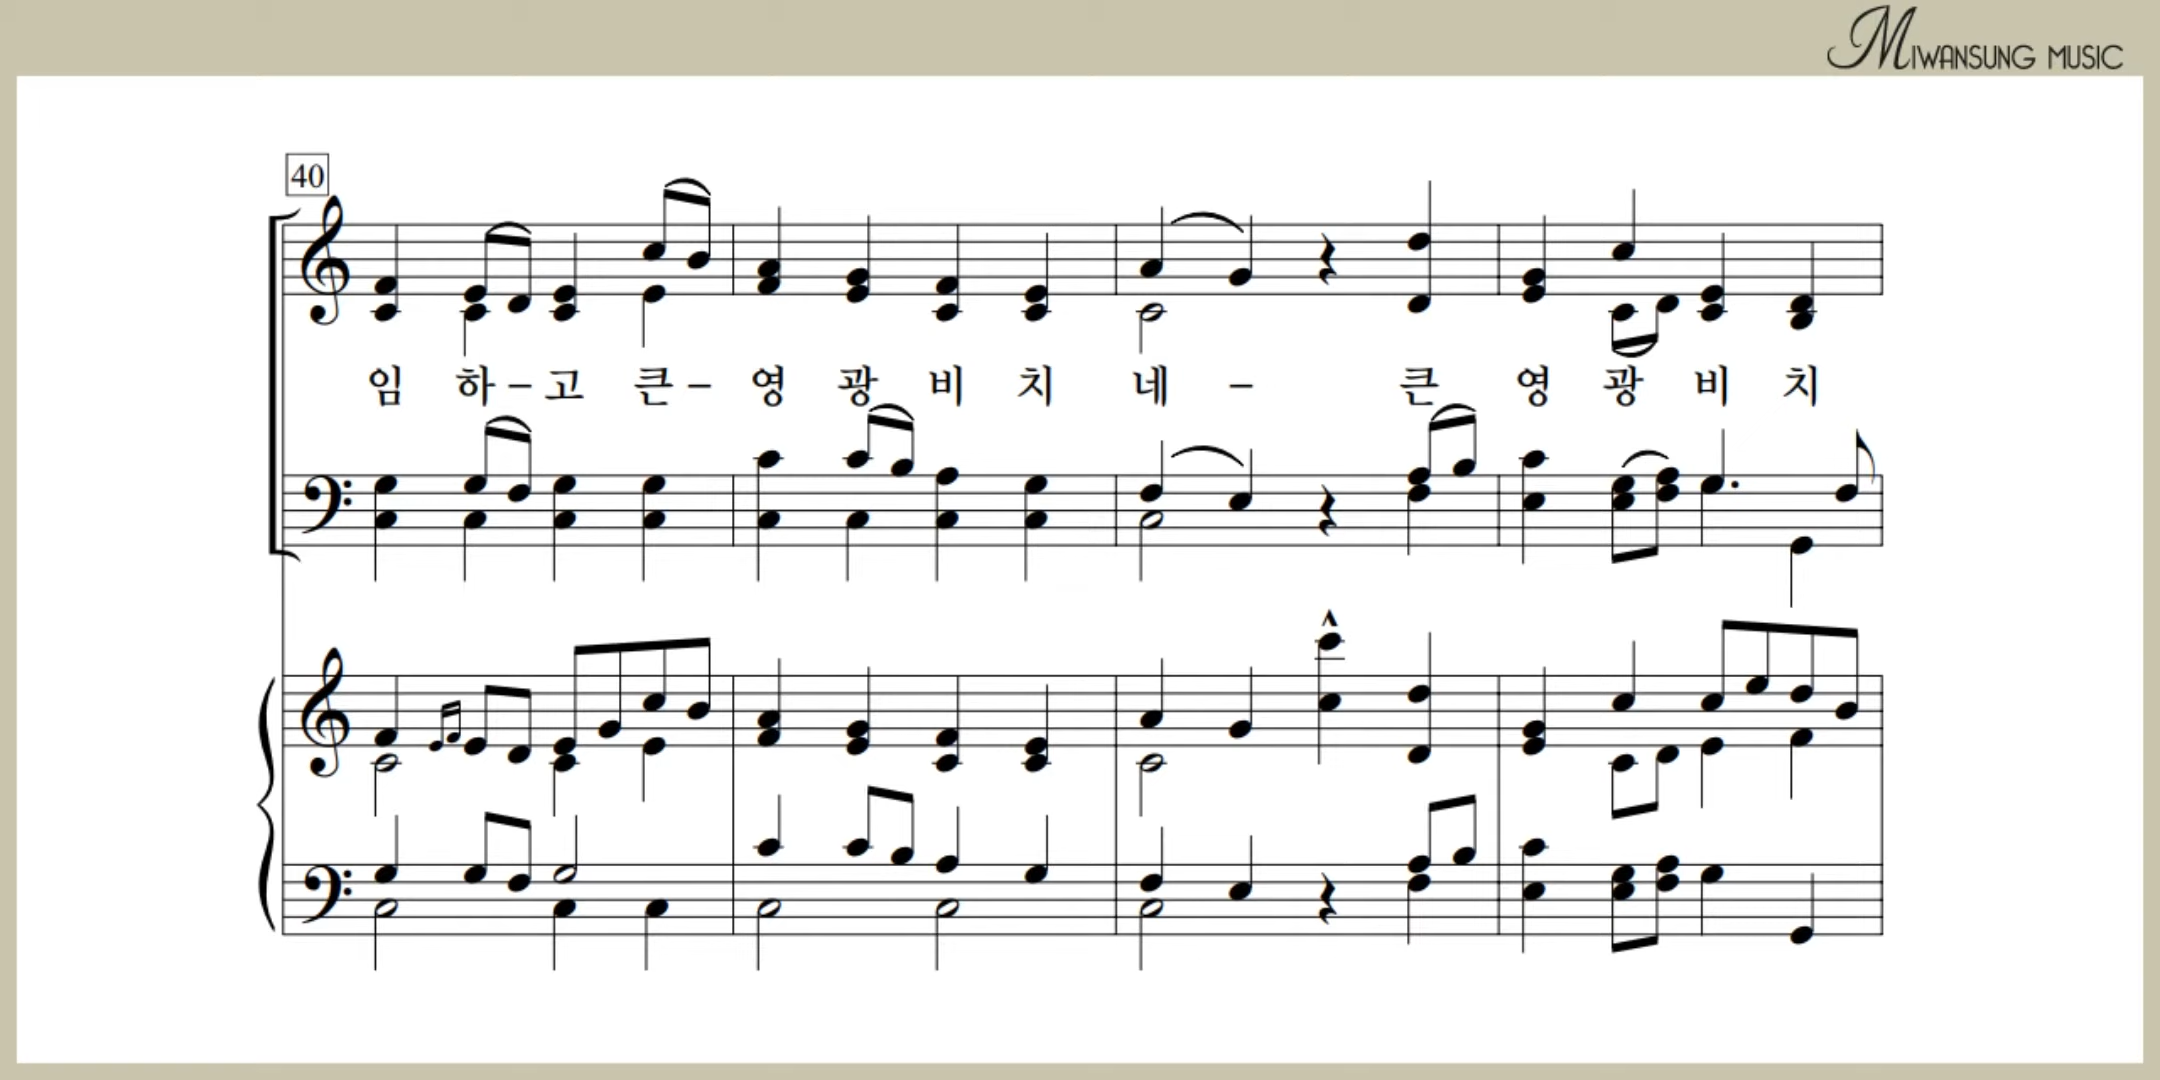 MIWANSUNG MUSIC
40
임 하 – 고 큰 – 영 광 비 치 네 – 큰 영 광 비 치